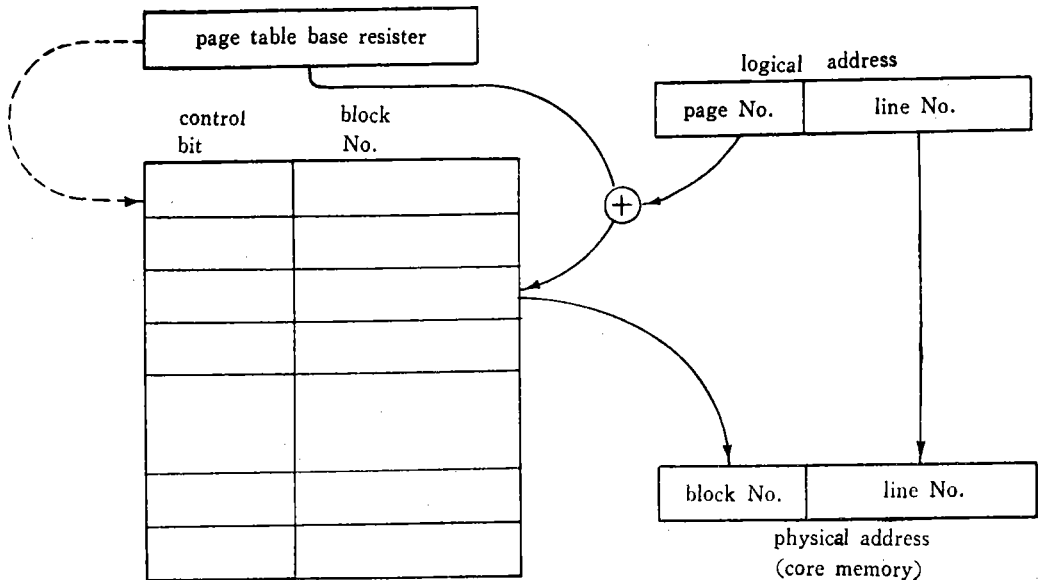 page table base resister
logical address
page No.
line No.
control
bit
block
No.
+
block No.
line No.
physical address
(core memory)